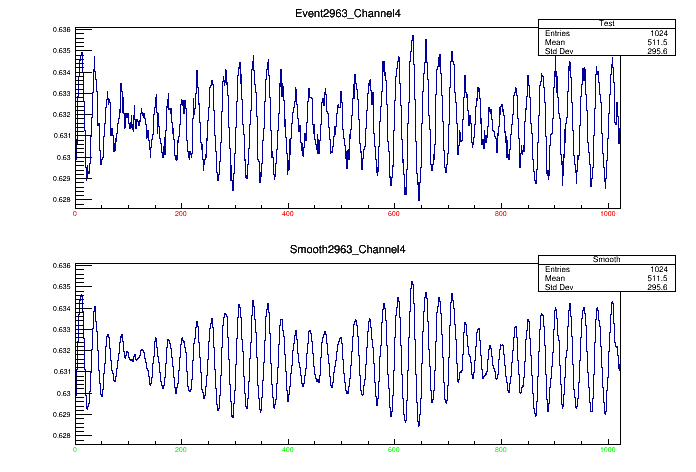 Event2963_Channel4
Test
Entries 1024
Mean 511.5
Std Dev 295.6
0.636
0.635
0.634
0.633
0.632
0.631
0.63
0.629
0.628
0 200 400 600 800 1000
Smooth2963_Channel4
Smooth
Entries 1024
Mean 511.5
Std Dev 295.6
0.636
0.635
0.634
0.633
0.632
0.631
0.63
0.629
0.628
0 200 400 600 800 1000